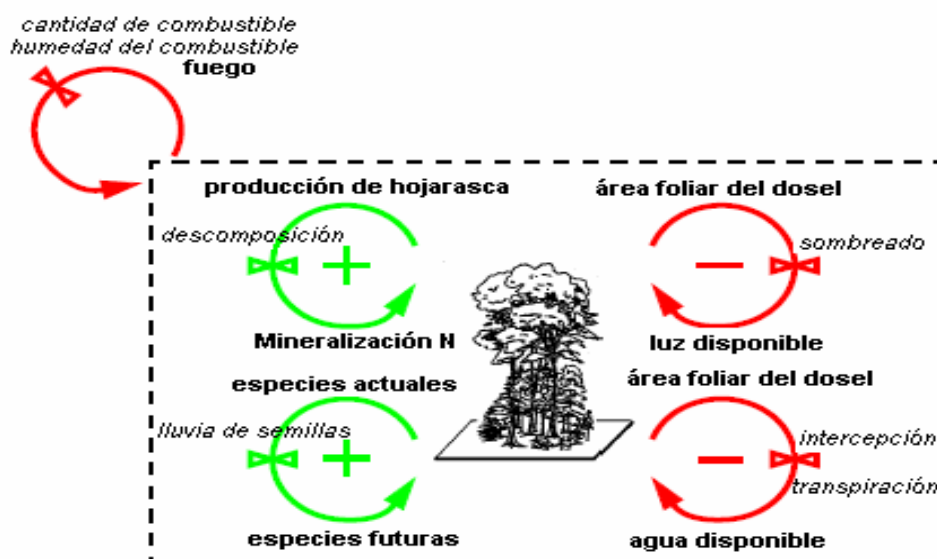 cantidad de combustible
humedad del combustible
fuego
producción de hojarasca
área foliar del dosel
descomposición
sombreado
Mineralización N
luz disponible
especies actuales
área foliar del dosel
lluvia de semillas
intercepción
transpiración
especies futuras
agua disponible